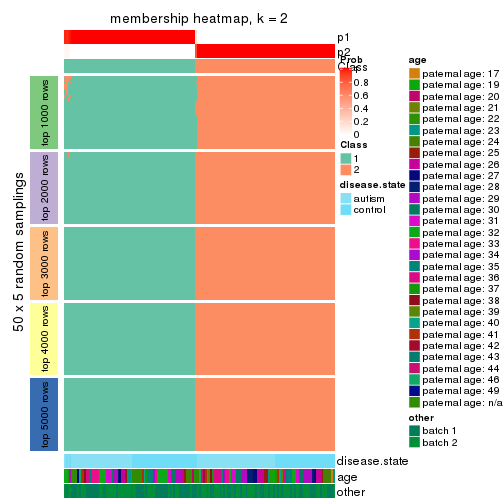 membership heatmap, k = 2
p1
p2
Class
50 x 5 random samplings
top 1000 rows
top 2000 rows
top 3000 rows
top 4000 rows
top 5000 rows
disease.state
age
other
Prob
1
0.8
0.6
0.4
0.2
0
Class
1
2
disease.state
autism
control
age
paternal age: 17
paternal age: 19
paternal age: 20
paternal age: 21
paternal age: 22
paternal age: 23
paternal age: 24
paternal age: 25
paternal age: 26
paternal age: 27
paternal age: 28
paternal age: 29
paternal age: 30
paternal age: 31
paternal age: 32
paternal age: 33
paternal age: 34
paternal age: 35
paternal age: 36
paternal age: 37
paternal age: 38
paternal age: 39
paternal age: 40
paternal age: 41
paternal age: 42
paternal age: 43
paternal age: 44
paternal age: 46
paternal age: 49
paternal age: n/a
other
batch 1
batch 2